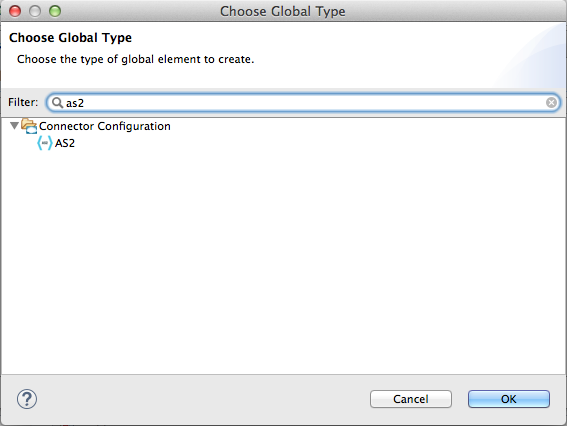 Choose Global Type
Choose Global Type
Choose the type of global element to create.
Filter: as2
Connector Configuration
AS2
? Cancel OK